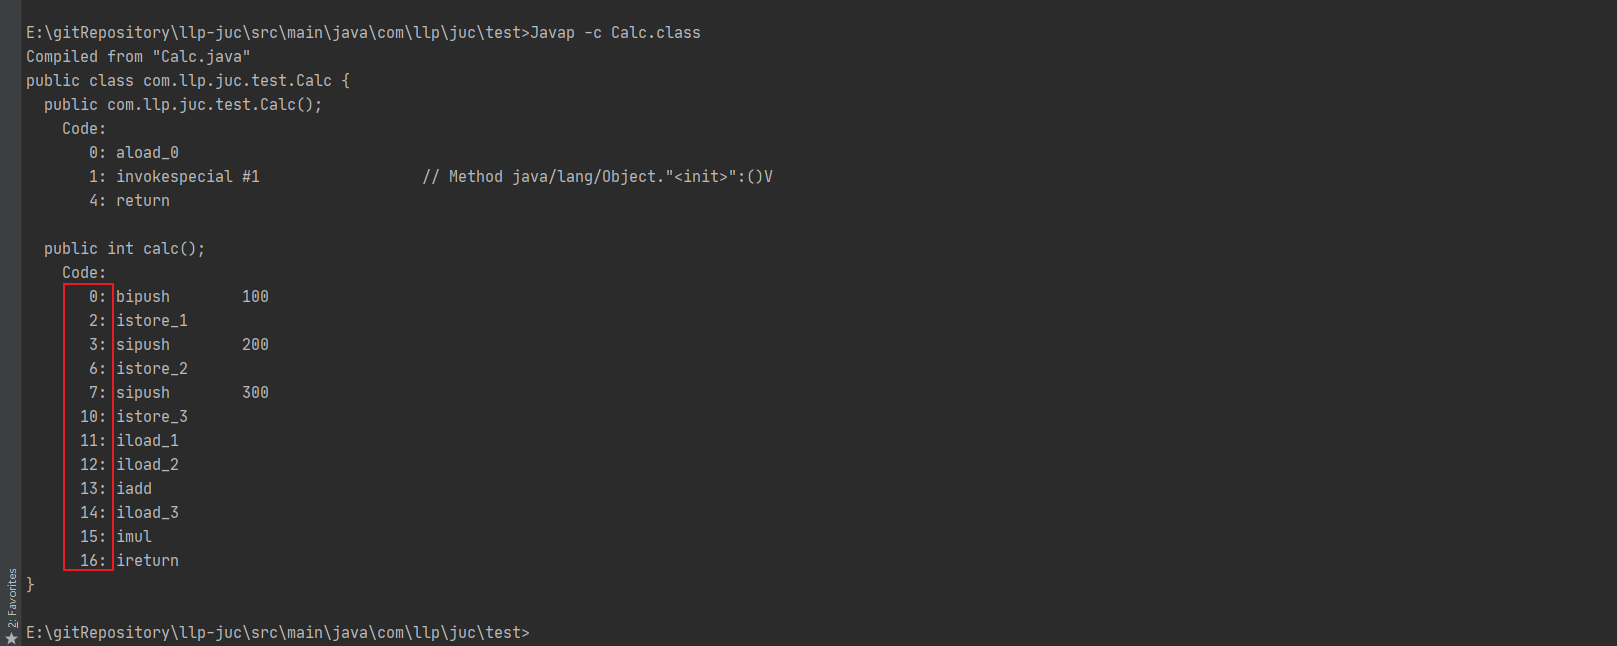 E:\gitRepository\llp-juc\src\main\java\com\llp\juc\test>Javap -c Calc.class
Compiled from "Calc.java"
public class com.llp.juc.test.Calc {
  public com.llp.juc.test.Calc();
    Code:
       0: aload_0
       1: invokespecial #1                  // Method java/lang/Object."<init>":()V
       4: return

  public int calc();
    Code:
       0: bipush        100
       2: istore_1
       3: sipush        200
       6: istore_2
       7: sipush        300
      10: istore_3
      11: iload_1
      12: iload_2
      13: iadd
      14: iload_3
      15: imul
      16: ireturn
}

E:\gitRepository\llp-juc\src\main\java\com\llp\juc\test>
2: Favorites